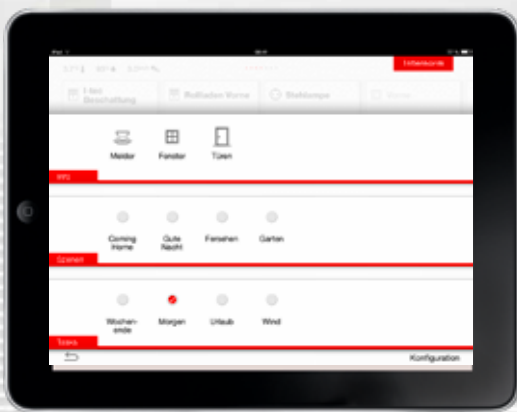 Beschattung
Rollladen Vorne
Stehlampe
Melder
Fenster
Türen
Info
Coming Home
Gute Nacht
Fernsehen
Garten
Szenen
Wochen-
ende
Morgen
Urlaub
Wind
Tasks
Konfiguration